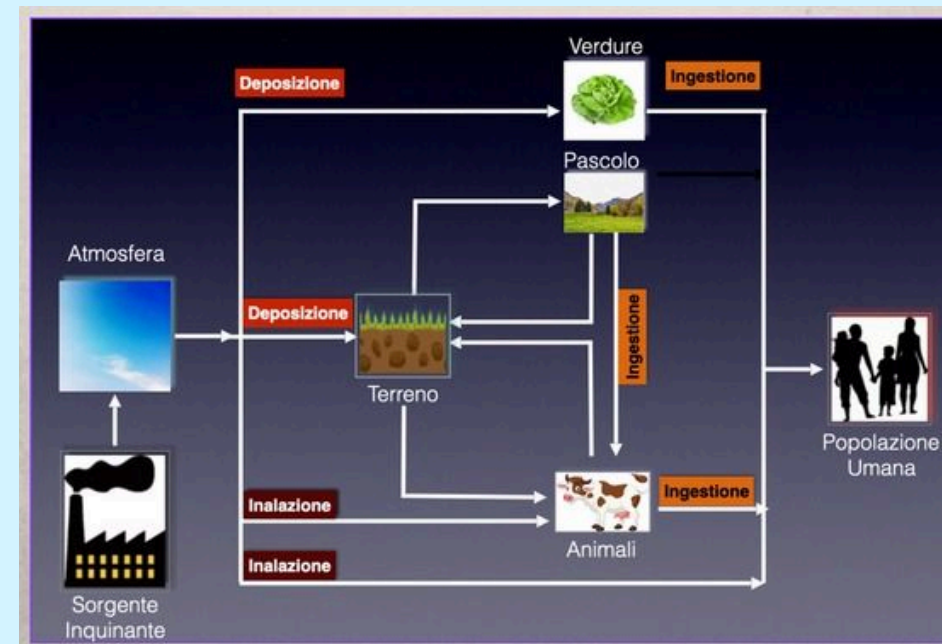 Verdure
Deposizione
Ingestione
Pascolo
Atmosfera
Deposizione
Ingestione
Terreno
Popolazione
Umana
Inalazione
Ingestione
Animali
Inalazione
Sorgente
Inquinante